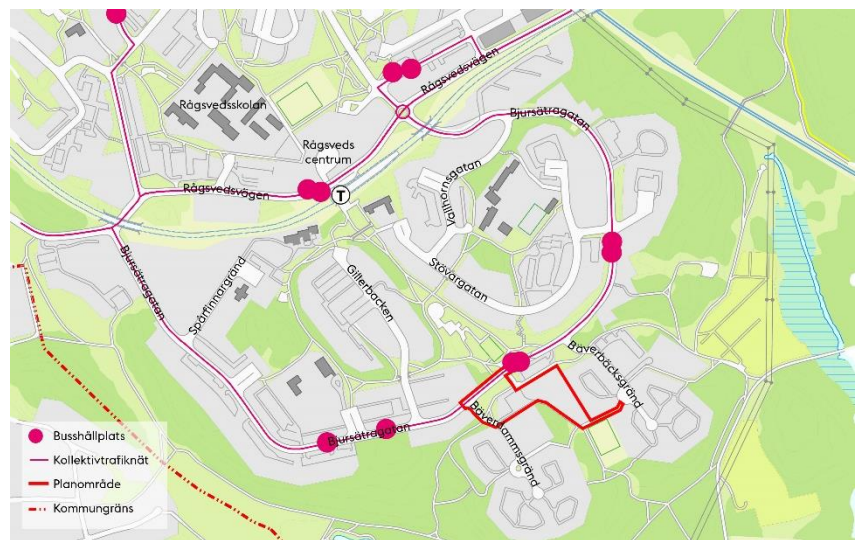 Rågsvedsvägen
Rågsvedsskolan
Bjursätragatan
Rågsveds
centrum
T
Rågsvedsvägen
Vallhornsgatan
Bjursätragatan
Spårfinnargränd
Gillerbacken
Stövargatan
Bäverbäcksgränd
Bäverdammsgränd
Bjursätragatan
Busshållplats
Kollektivtrafiknät
Planområde
Kommungräns